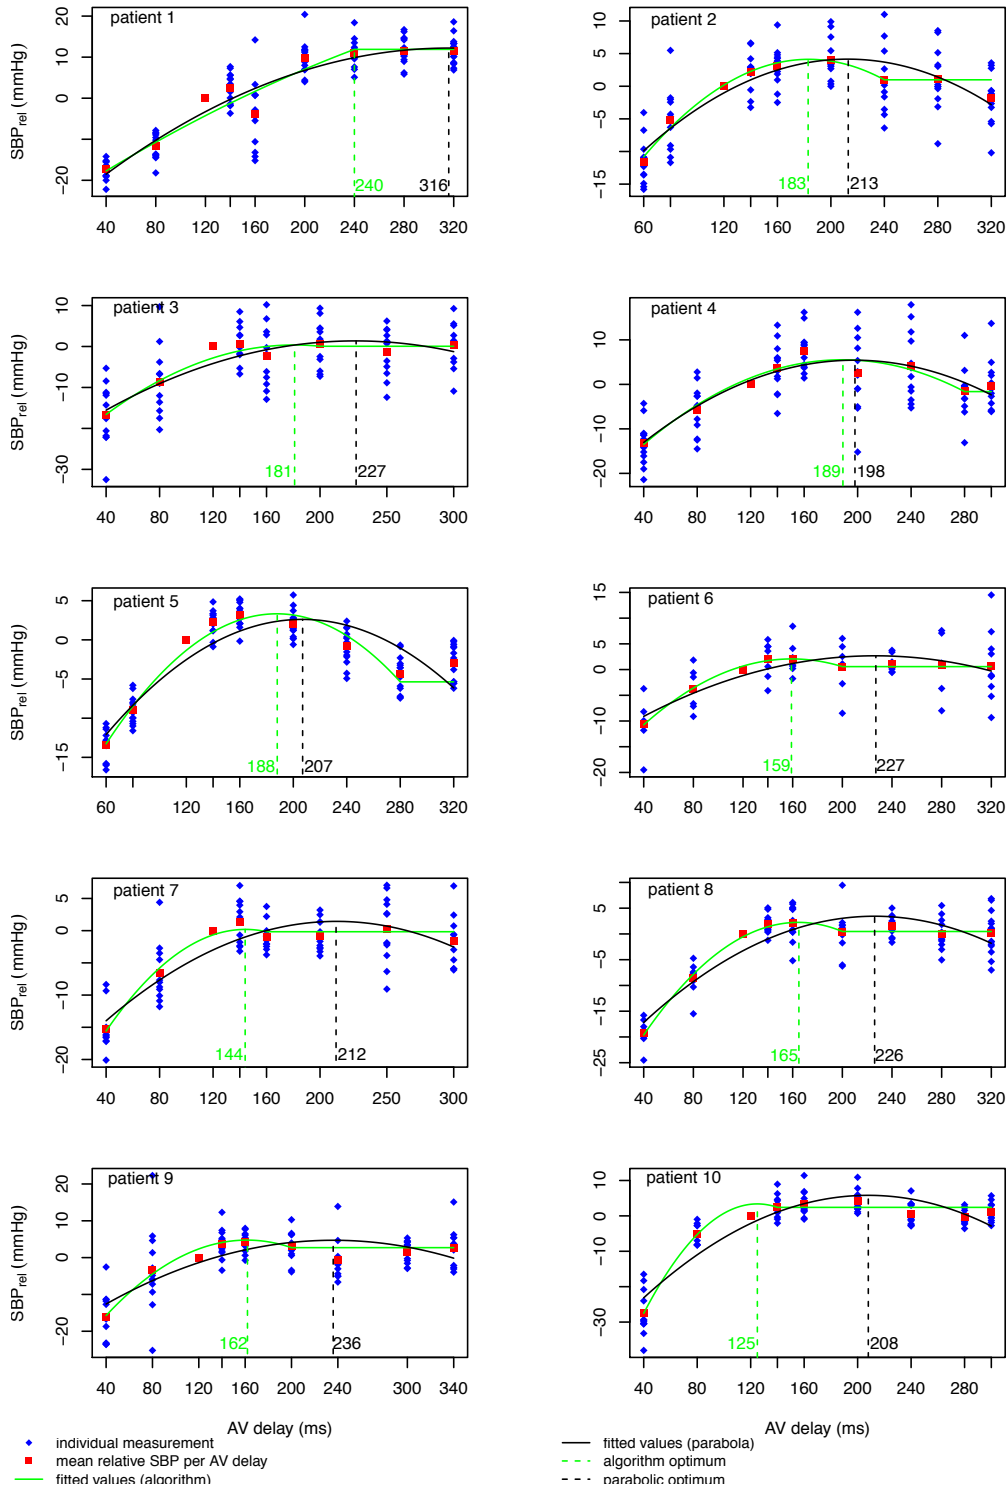 patient 1
SBPrel (mmHg)
20
10
0
−20
240
316
40 80 120 160 200 240 280 320
patient 2
10
5
0
−5
−15
183
213
60 80 120 160 200 240 280 320
patient 3
SBPrel (mmHg)
10
0
−10
−30
181
227
40 80 120 160 200 250 300
patient 4
10
0
−10
−20
189
198
40 80 120 160 200 240 280
patient 5
SBPrel (mmHg)
5
0
−5
−15
188
207
60 80 120 160 200 240 280 320
patient 6
15
5
0
−10
−20
159
227
40 80 120 160 200 240 280 320
patient 7
SBPrel (mmHg)
5
0
−10
−20
144
212
40 80 120 160 200 250 300
patient 8
5
0
−5
−15
−25
165
226
40 80 120 160 200 240 280 320
patient 9
SBPrel (mmHg)
20
10
0
−20
162
236
40 80 120 160 200 240 300 340
patient 10
10
0
−10
−30
125
208
40 80 120 160 200 240 280
AV delay (ms)
AV delay (ms)
individual measurement
mean relative SBP per AV delay
fitted values (algorithm)
fitted values (parabola)
algorithm optimum
parabolic optimum